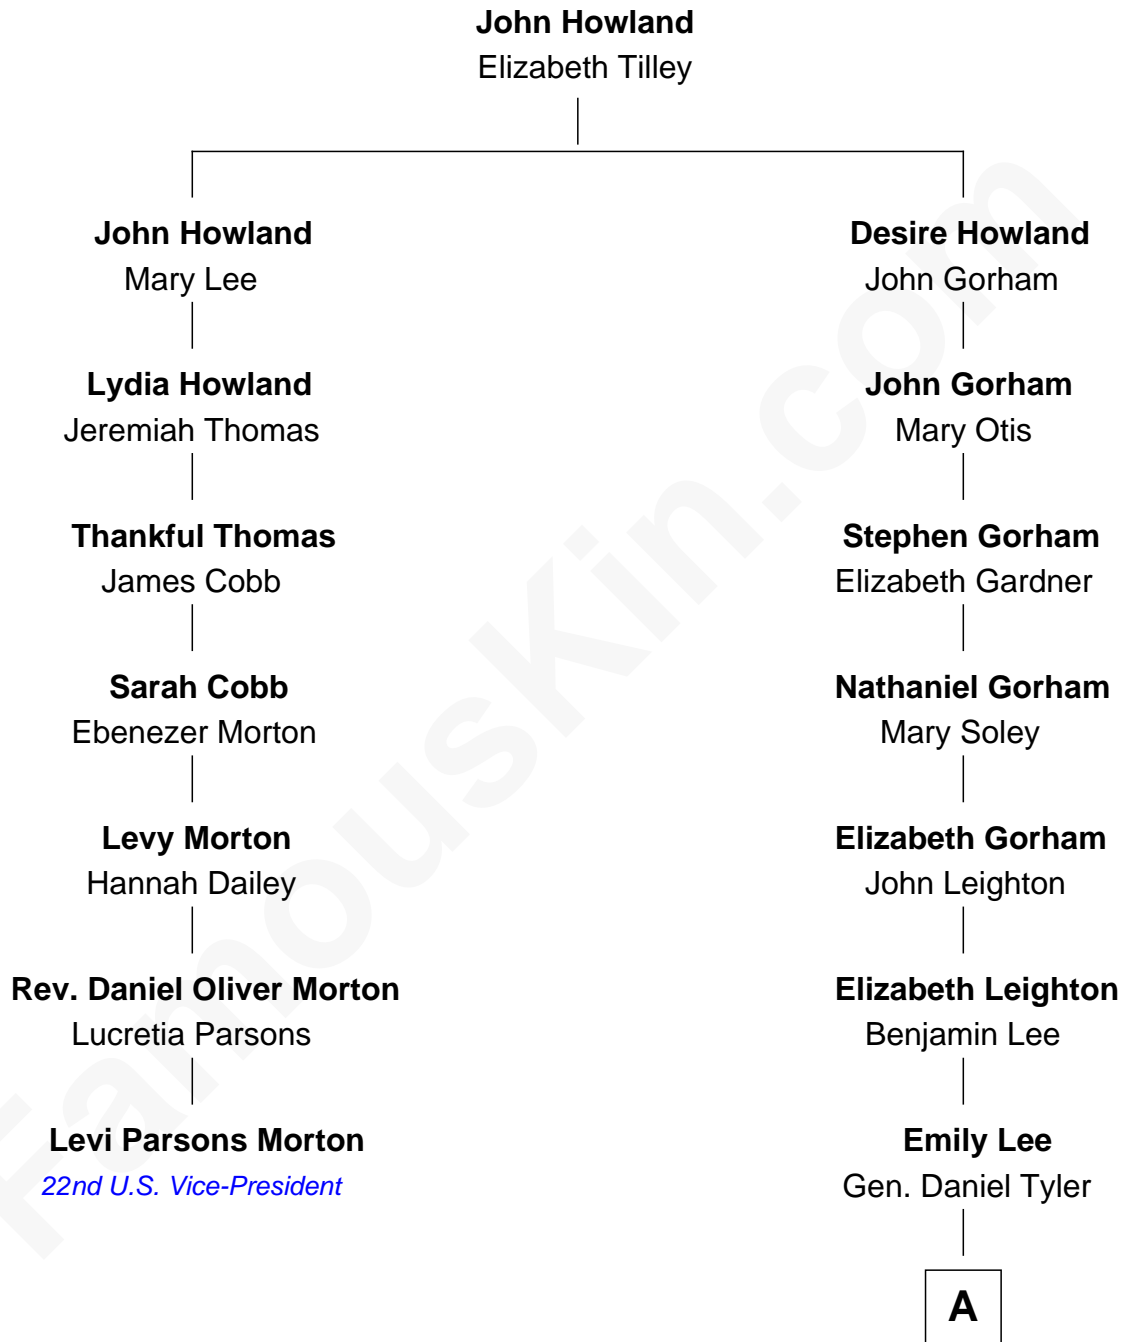 John Howland
Elizabeth Tilley
John Howland
Mary Lee
Desire Howland
John Gorham
Lydia Howland
Jeremiah Thomas
John Gorham
Mary Otis
Thankful Thomas
James Cobb
Stephen Gorham
Elizabeth Gardner
Sarah Cobb
Ebenezer Morton
Nathaniel Gorham
Mary Soley
Levy Morton
Hannah Dailey
Elizabeth Gorham
John Leighton
Rev. Daniel Oliver Morton
Lucretia Parsons
Elizabeth Leighton
Benjamin Lee
Levi Parsons Morton
22nd U.S. Vice-President
Emily Lee
Gen. Daniel Tyler
A
FamousKin.com